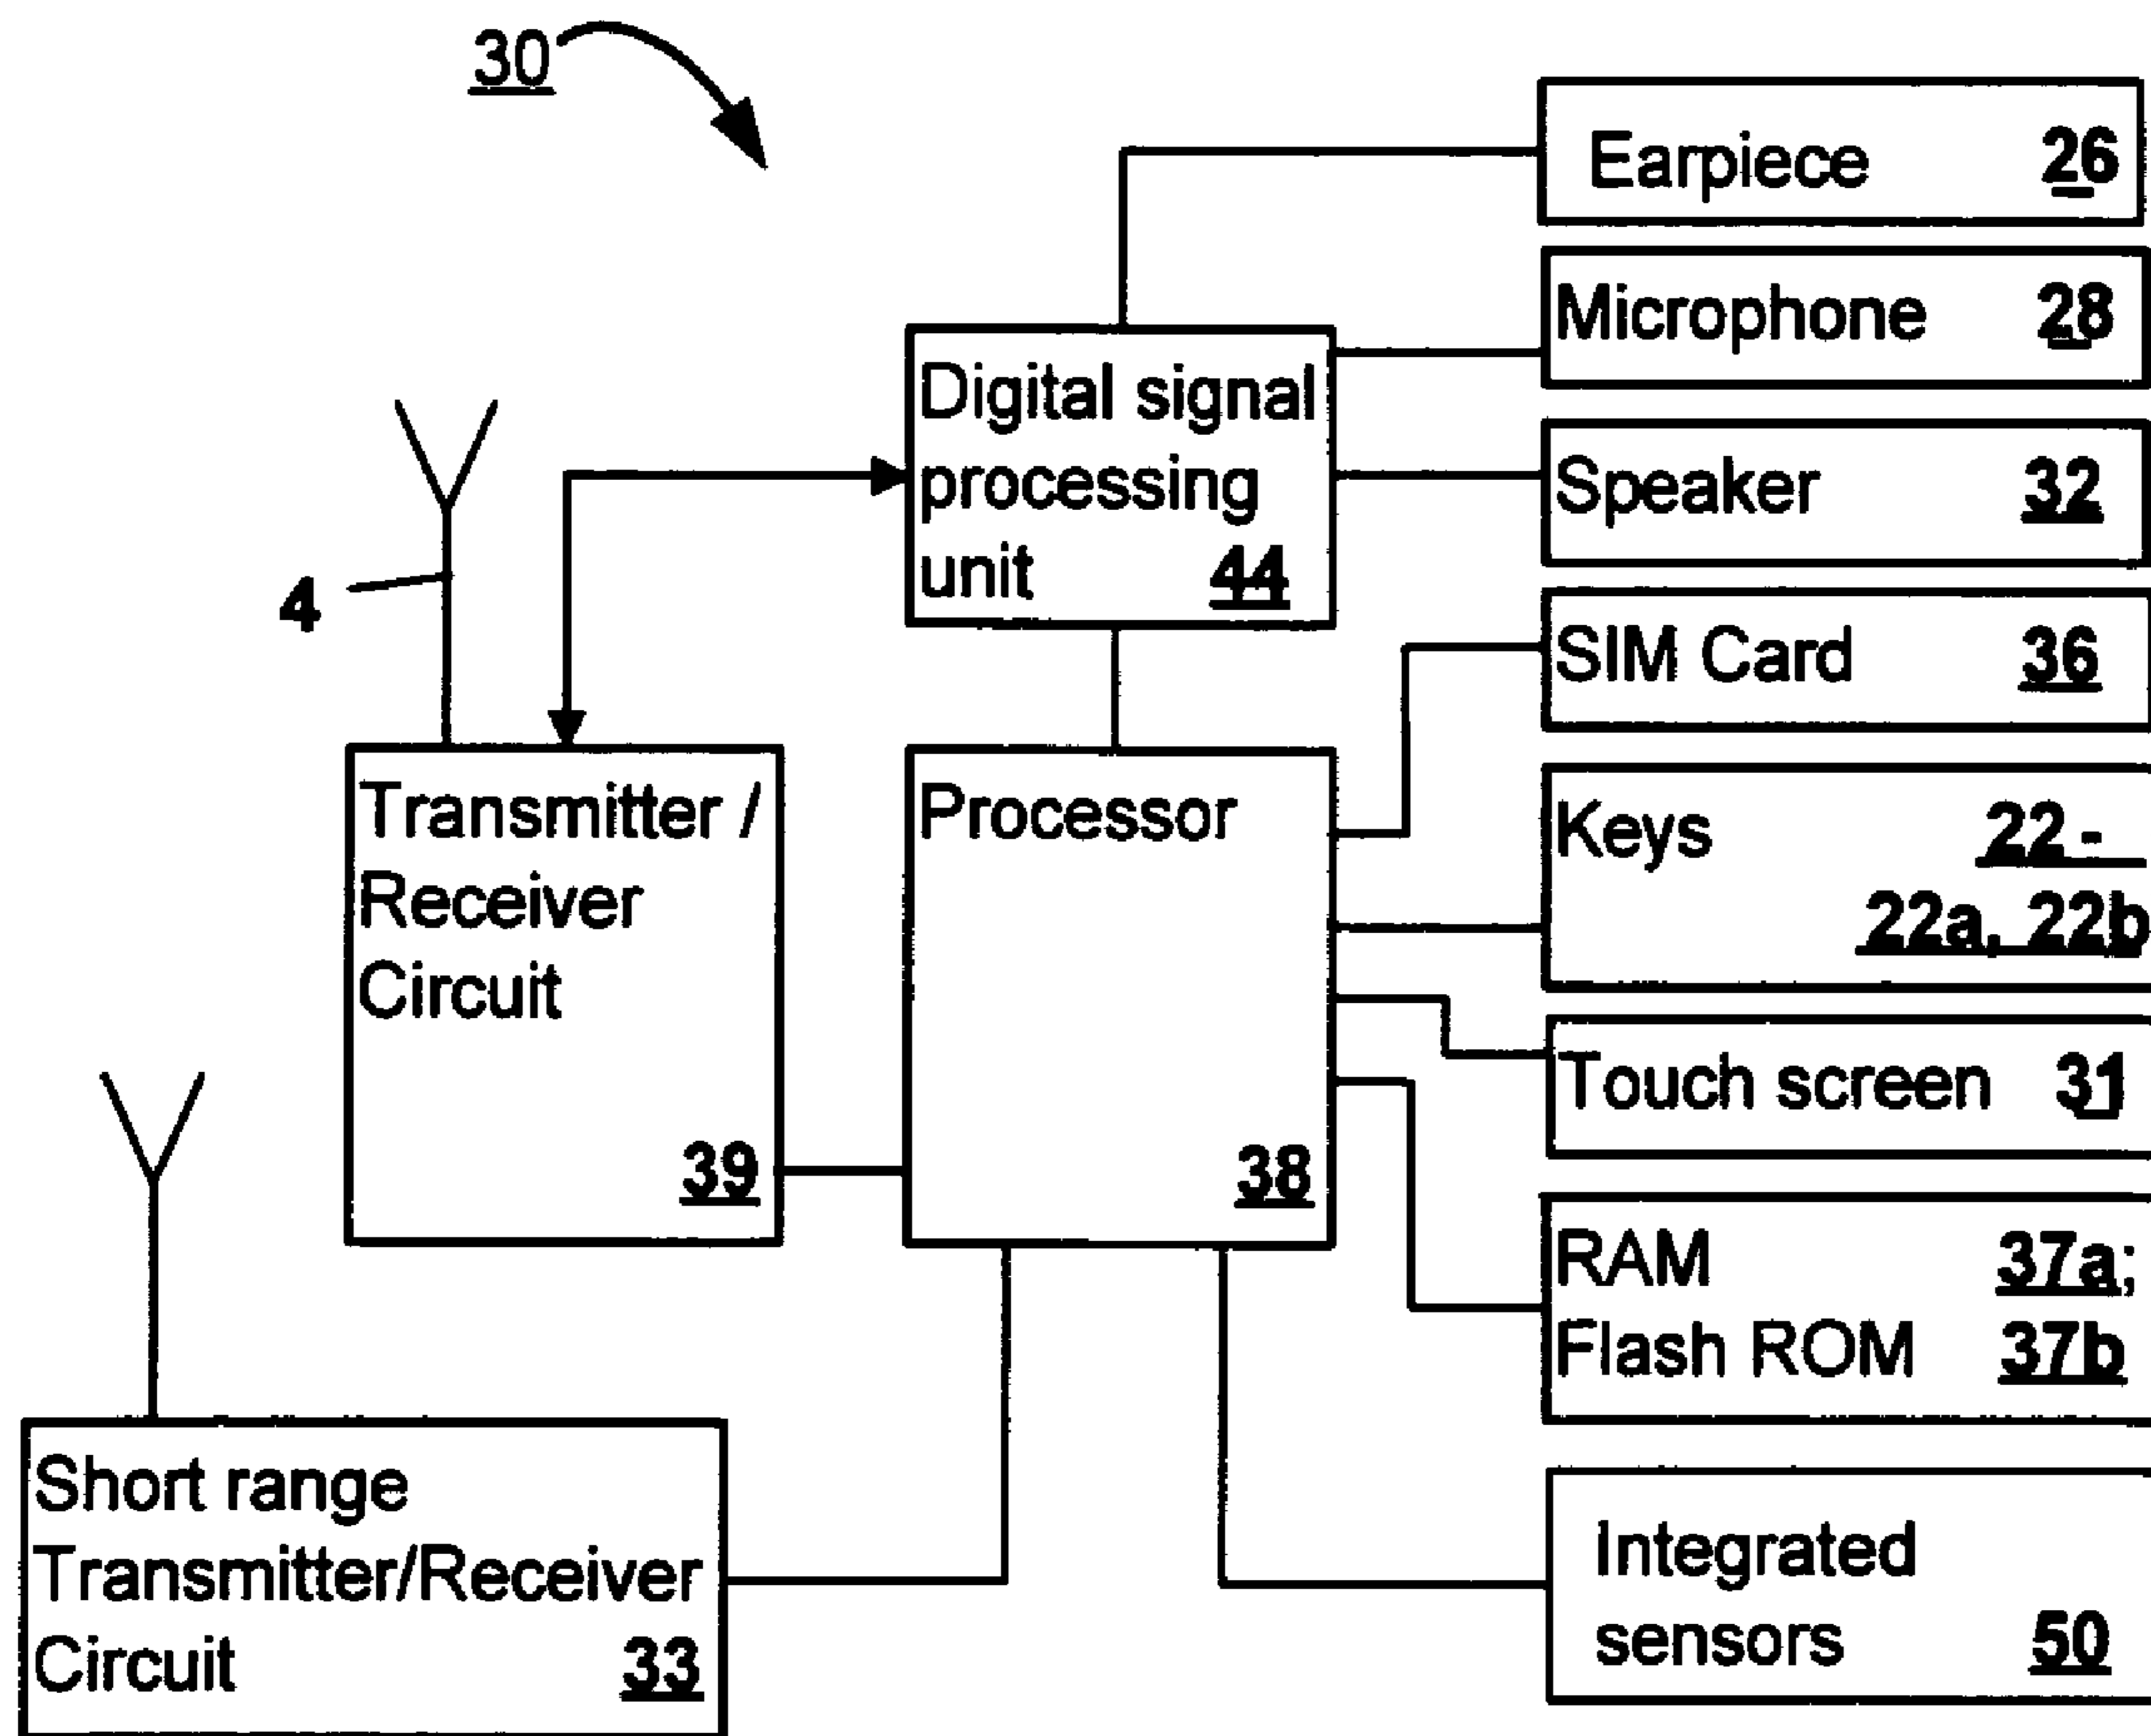 30
Earpiece 26
Microphone 28
Digital signal
processing
unit 44
Speaker 32
4
SIM Card 36
Transmitter /
Receiver
Circuit
39
Processor
38
Keys 22 -
22a, 22b
Touch screen 31
RAM 37a;
Flash ROM 37b
Short range
Transmitter/Receiver
Circuit 33
Integrated
sensors 50